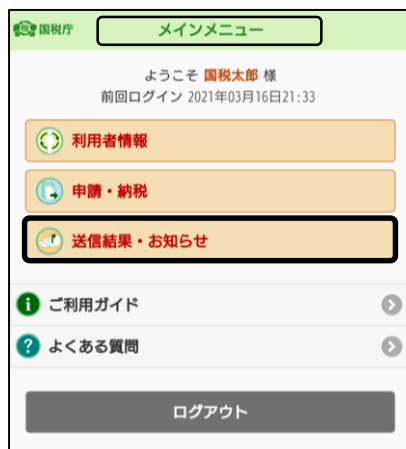 国税庁 メインメニュー
ようこそ 国税太郎 様
前回ログイン 2021年03月16日21:33
利用者情報
申請・納税
送信結果・お知らせ
ご利用ガイド
よくある質問
ログアウト